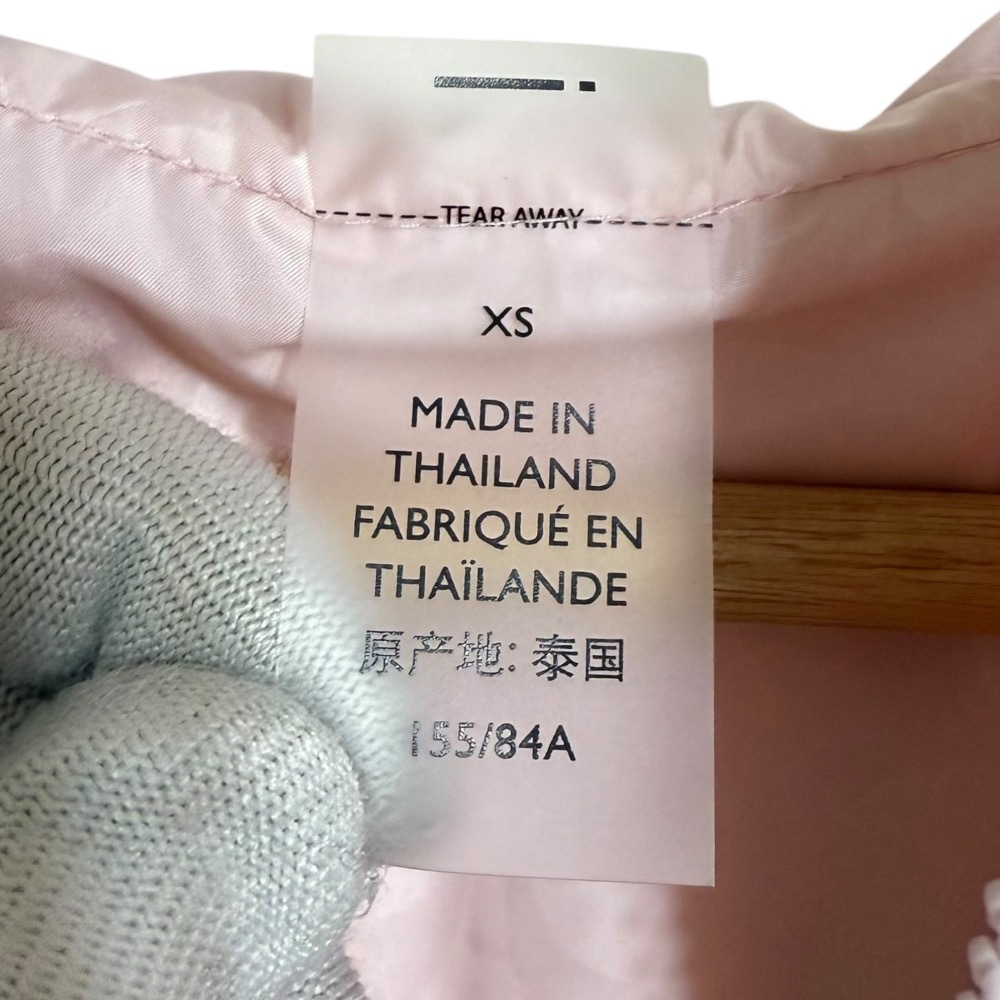 TEAR AWAY
XS
MADE IN
THAILAND
FABRIQUÉ EN
THAÏLANDE
原产地: 泰国
155/84A